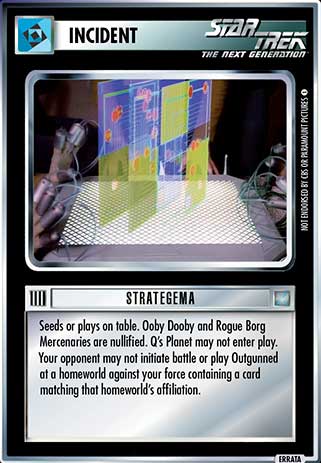 INCIDENT
STAR TREK
THE NEXT GENERATION
NOT ENDORSED BY CBS OR PARAMOUNT PICTURES
STRATEGEMA
Seeds or plays on table. Ooby Dooby and Rogue Borg
Mercenaries are nullified. Q's Planet may not enter play.
Your opponent may not initiate battle or play Outgunned
at a homeworld against your force containing a card
matching that homeworld's affiliation.
ERRATA